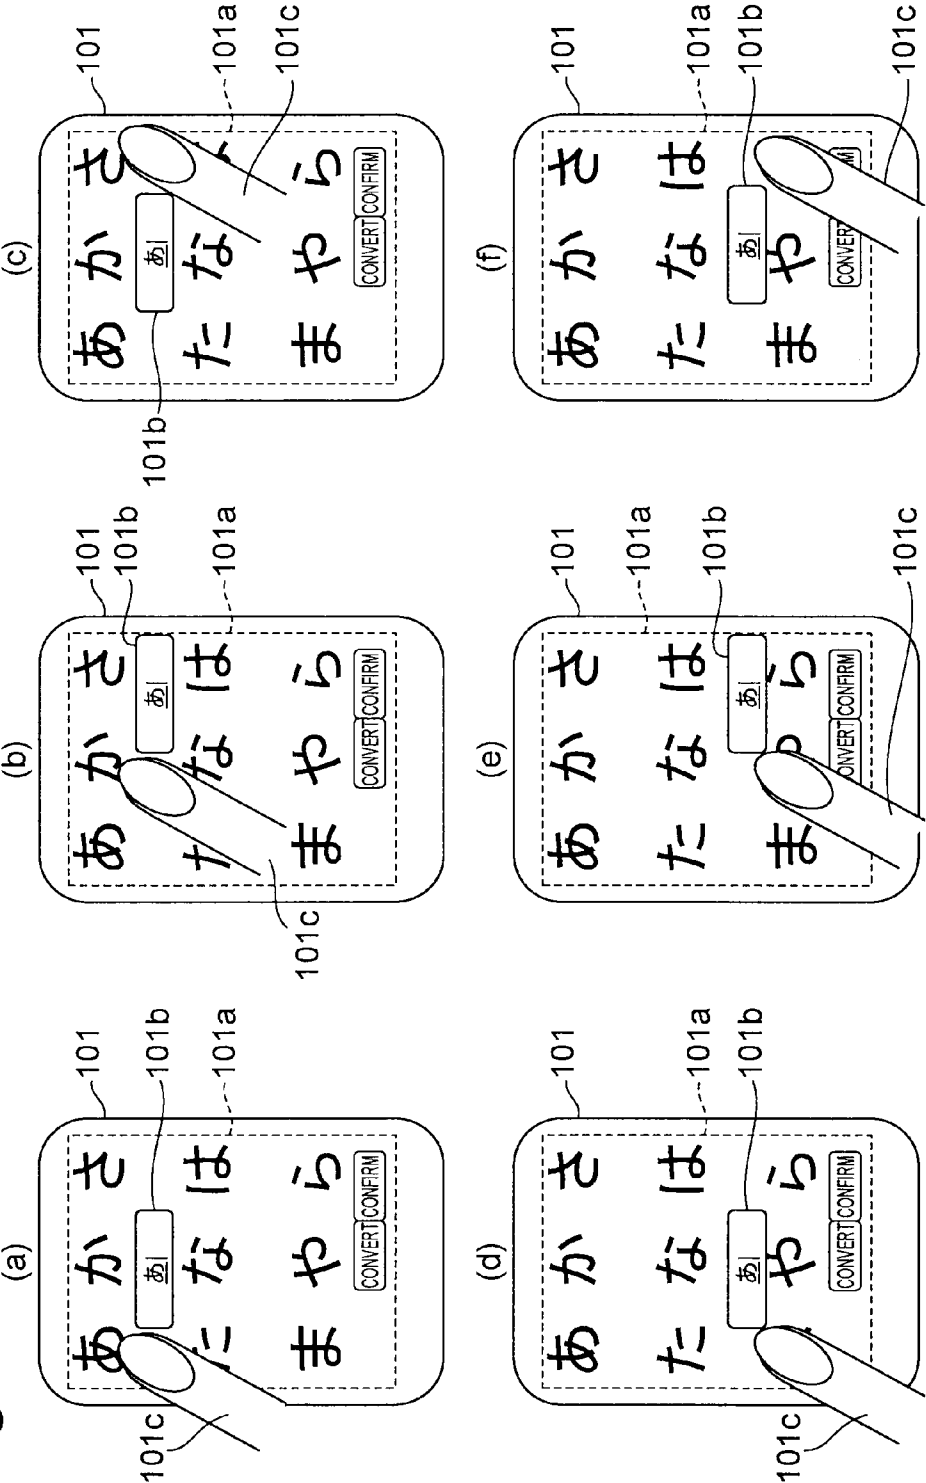 (a)
101
あ か さ
あ
101b
な は
101a
ま や ら
CONVERT CONFIRM
101c
(b)
101
あ か さ
101b
あ
な は
101a
ま や ら
CONVERT CONFIRM
101c
(c)
101
あ か さ
あ
101b
た な
101a
101c
ま や ら
CONVERT CONFIRM
(d)
101
あ か さ
た な は
101a
あ
101b
や ら
CONVERT CONFIRM
101c
(e)
101
あ か さ
101a
た な は
101b
あ
ま ら
ONVERT CONFIRM
101c
(f)
101
あ か さ
た な は
101a
あ
101b
ま や
CONVER M
101c